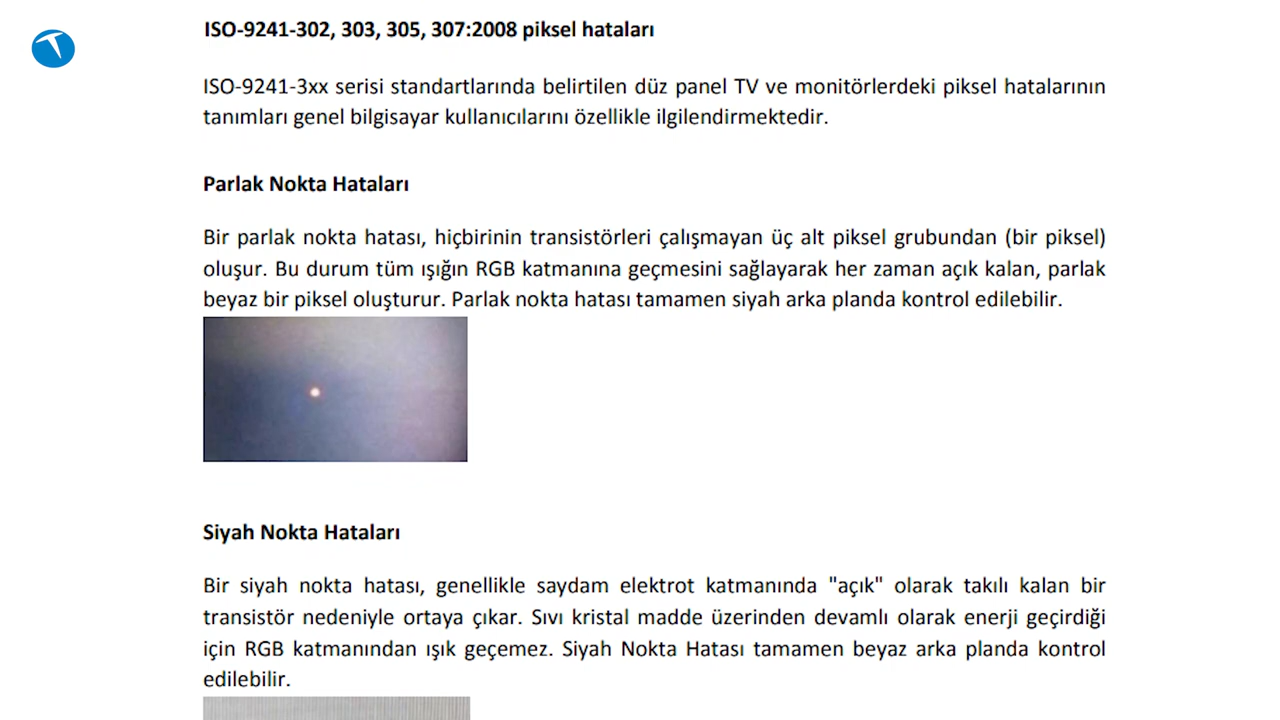 ISO-9241-302, 303, 305, 307:2008 piksel hataları
ISO-9241-3xx serisi standartlarında belirtilen düz panel TV ve monitörlerdeki piksel hatalarının
tanımları genel bilgisayar kullanıcılarını özellikle ilgilendirmektedir.
Parlak Nokta Hataları
Bir parlak nokta hatası, hiçbirinin transistörleri çalışmayan üç alt piksel grubundan (bir piksel)
oluşur. Bu durum tüm ışığın RGB katmanına geçmesini sağlayarak her zaman açık kalan, parlak
beyaz bir piksel oluşturur. Parlak nokta hatası tamamen siyah arka planda kontrol edilebilir.
Siyah Nokta Hataları
Bir siyah nokta hatası, genellikle saydam elektrot katmanında "açık" olarak takılı kalan bir
transistör nedeniyle ortaya çıkar. Sıvı kristal madde üzerinden devamlı olarak enerji geçirdiği
için RGB katmanından ışık geçemez. Siyah Nokta Hatası tamamen beyaz arka planda kontrol
edilebilir.